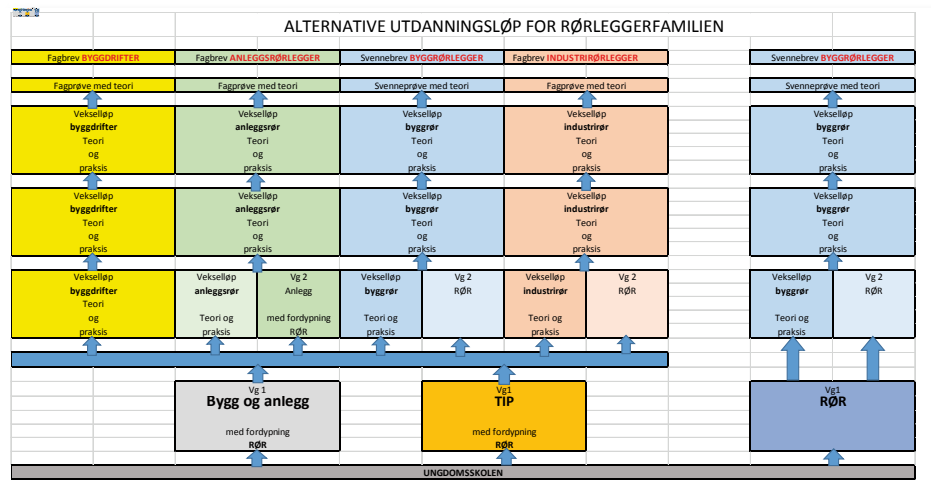 ALTERNATIVE UTDANNINGSLØP FOR RØRLEGGERFAMILIEN
Fagbrev BYGGDRIFTER
Fagbrev ANLEGGSRØRLEGGER
Svennebrev BYGGRØRLEGGER
Fagbrev INDUSTRIRØRLEGGER
Svennebrev BYGGRØRLEGGER
Fagprøve med teori
Fagprøve med teori
Svenneprøve med teori
Fagprøve med teori
Svenneprøve med teori
Vekselløp
byggdrifter
Teori
og
praksis
Vekselløp
anleggsrør
Teori
og
praksis
Vekselløp
byggrør
Teori
og
praksis
Vekselløp
industrirør
Teori
og
praksis
Vekselløp
byggrør
Teori
og
praksis
Vekselløp
byggdrifter
Teori
og
praksis
Vekselløp
anleggsrør
Teori
og
praksis
Vekselløp
byggrør
Teori
og
praksis
Vekselløp
industrirør
Teori
og
praksis
Vekselløp
byggrør
Teori
og
praksis
Vekselløp
byggdrifter
Teori
og
praksis
Vekselløp
anleggsrør
Teori og
praksis
Vg 2
Anlegg
med fordypning
RØR
Vekselløp
byggrør
Teori og
praksis
Vg 2
RØR
Vekselløp
industrirør
Teori og
praksis
Vg 2
RØR
Vekselløp
byggrør
Teori og
praksis
Vg 2
RØR
Vg 1
Bygg og anlegg
med fordypning
RØR
Vg1
TIP
med fordypning
RØR
Vg1
RØR
UNGDOMSSKOLEN